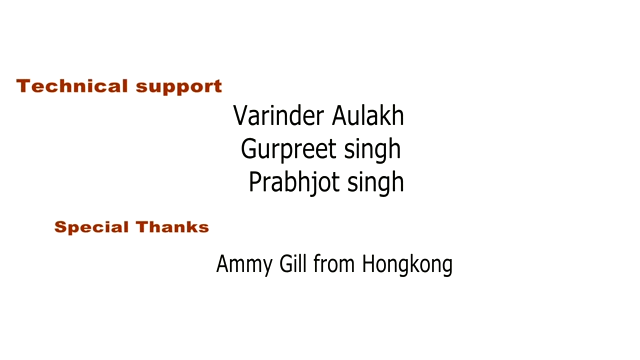 Technical support
Varinder Aulakh
Gurpreet singh
Prabhjot singh
Special Thanks
Ammy Gill from Hongkong